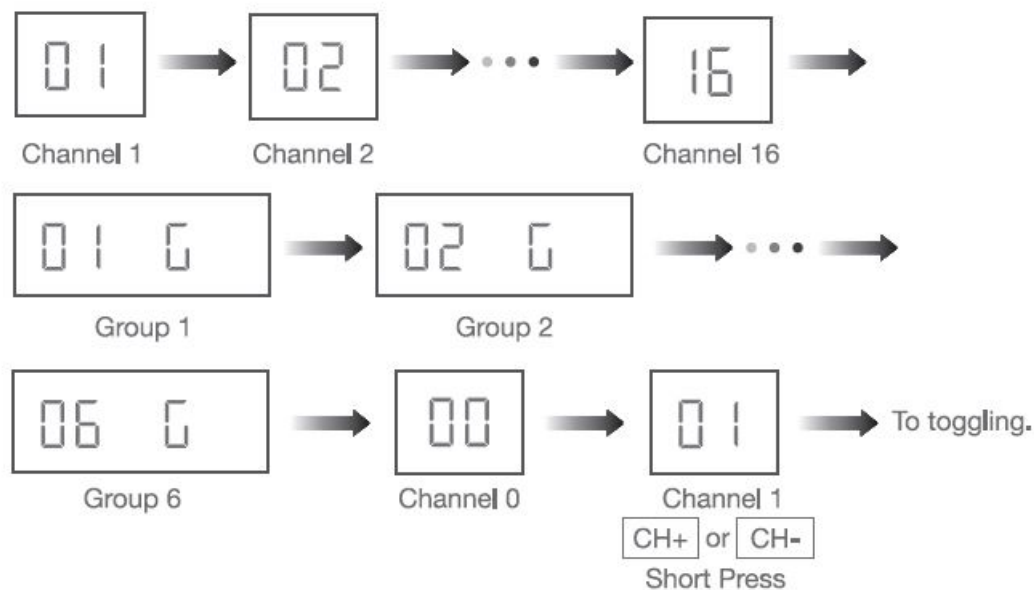 01 02 16
Channel 1 Channel 2 Channel 16
01 G 02 G
Group 1 Group 2
06 G 00 01 To toggling.
Group 6 Channel 0 Channel 1
CH+ or CH-
Short Press